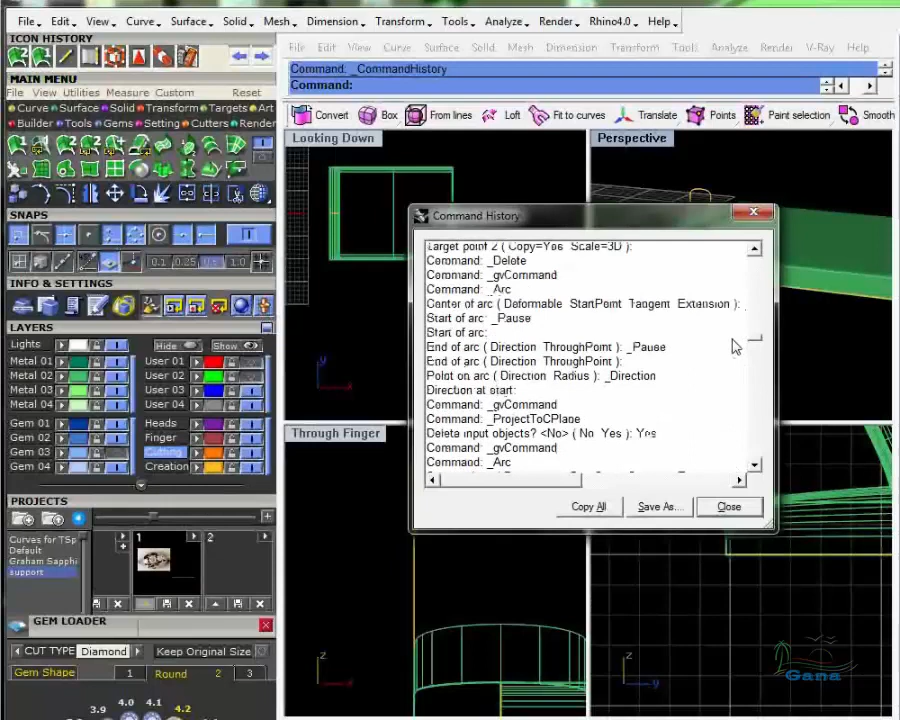 File Edit View Curve Surface Solid Mesh Dimension Transform Tools Analyze Render Rhino4.0 Help
ICON HISTORY
File Edit View Curve Surface Solid Mesh Dimension Transform Tools Analyze Render V-Ray Help
Command: _CommandHistory
Command:
MAIN MENU
File View Utilities Measure Custom Reset
Curve Surface Solid Transform Targets Art
Builder Tools Gems Setting Cutters Render
Convert Box From lines Loft Fit to curves Translate Points Paint selection Smooth
Looking Down
Perspective
SNAPS
0.1 0.25 0.5 1.0
INFO & SETTINGS
LAYERS
Lights Hide Show
Metal 01 User 01
Metal 02 User 02
Metal 03 User 03
Metal 04 User 04
Gem 01 Heads
Gem 02 Finger
Gem 03 Cutting
Gem 04 Creation
Command History
Target point 2 ( Copy=Yes Scale=3D ):
Command: _Delete
Command: _gvCommand
Command: _Arc
Center of arc ( Deformable StartPoint Tangent Extension ):
Start of arc: _Pause
Start of arc:
End of arc ( Direction ThroughPoint ): _Pause
End of arc ( Direction ThroughPoint ):
Point on arc ( Direction Radius ): _Direction
Direction at start:
Command: _gvCommand
Command: _ProjectToCPlane
Delete input objects? <No> ( No Yes ): Yes
Command: _gvCommand
Command: _Arc
Copy All Save As... Close
Through Finger
PROJECTS
Curves for TSp
Default
Graham Sapphi
support
1 2
GEM LOADER
CUT TYPE Diamond Keep Original Size
Gem Shape 1 Round 2 3
3.9 4.0 4.1 4.2
y x
z
z y
Gana